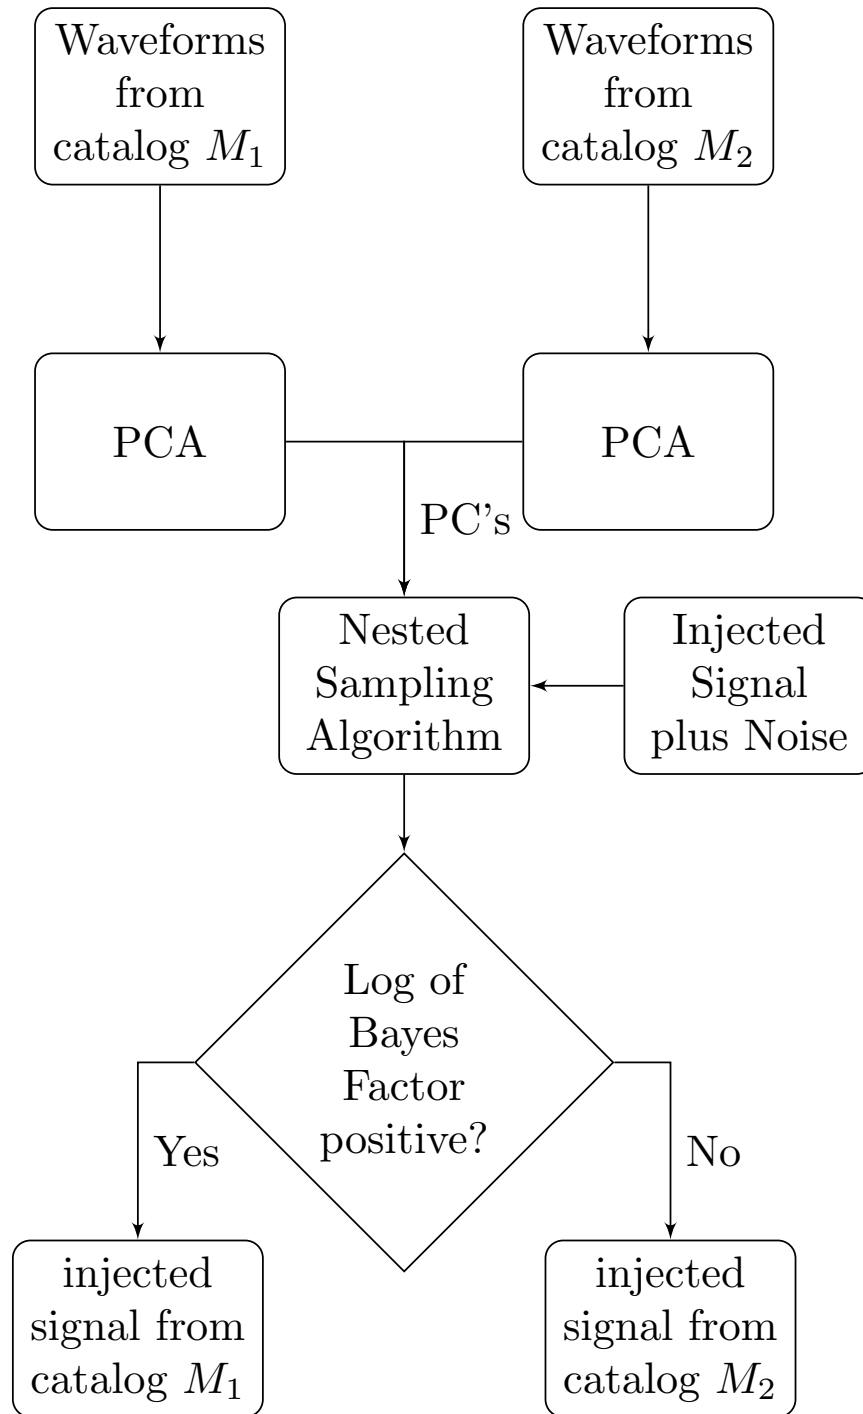 Waveforms
from
catalog M₁
Waveforms
from
catalog M₂
PCA
PCA
PC's
Nested
Sampling
Algorithm
Injected
Signal
plus Noise
Log of
Bayes
Factor
positive?
Yes
No
injected
signal from
catalog M₁
injected
signal from
catalog M₂